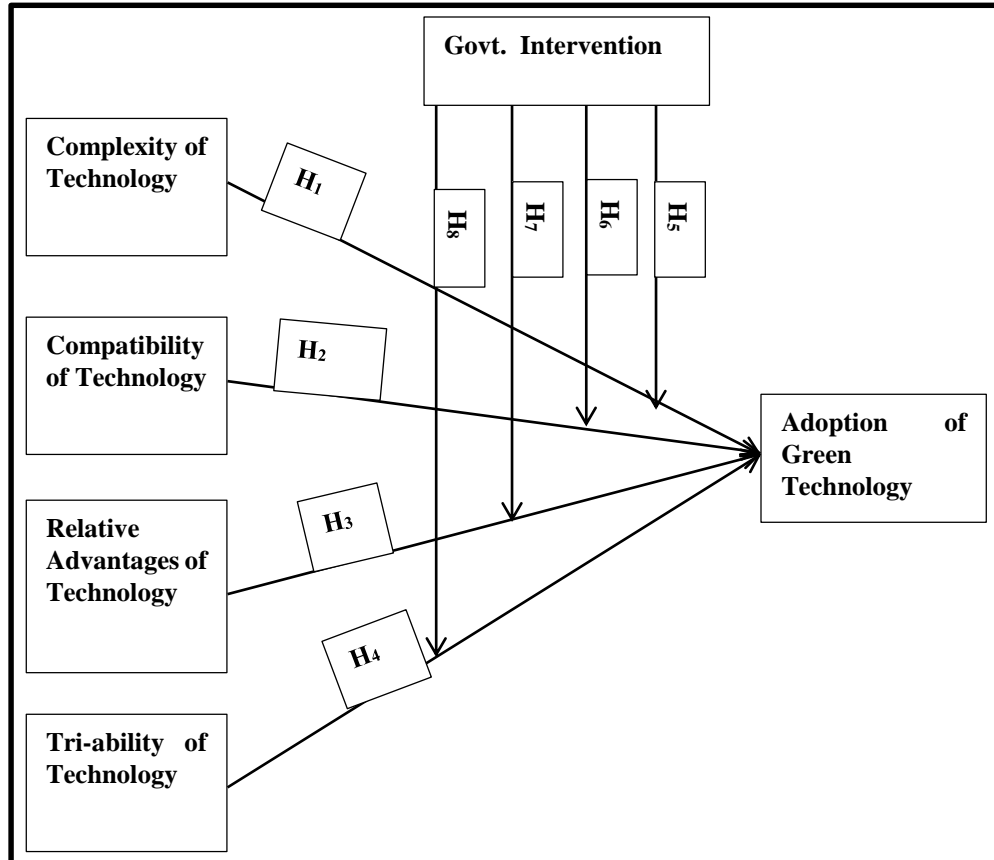 Govt. Intervention
Complexity of
Technology
H₁
H₈
H₇
H₆
H₅
Compatibility
of Technology
H₂
Adoption of
Green
Technology
Relative
Advantages of
Technology
H₃
H₄
Tri-ability of
Technology